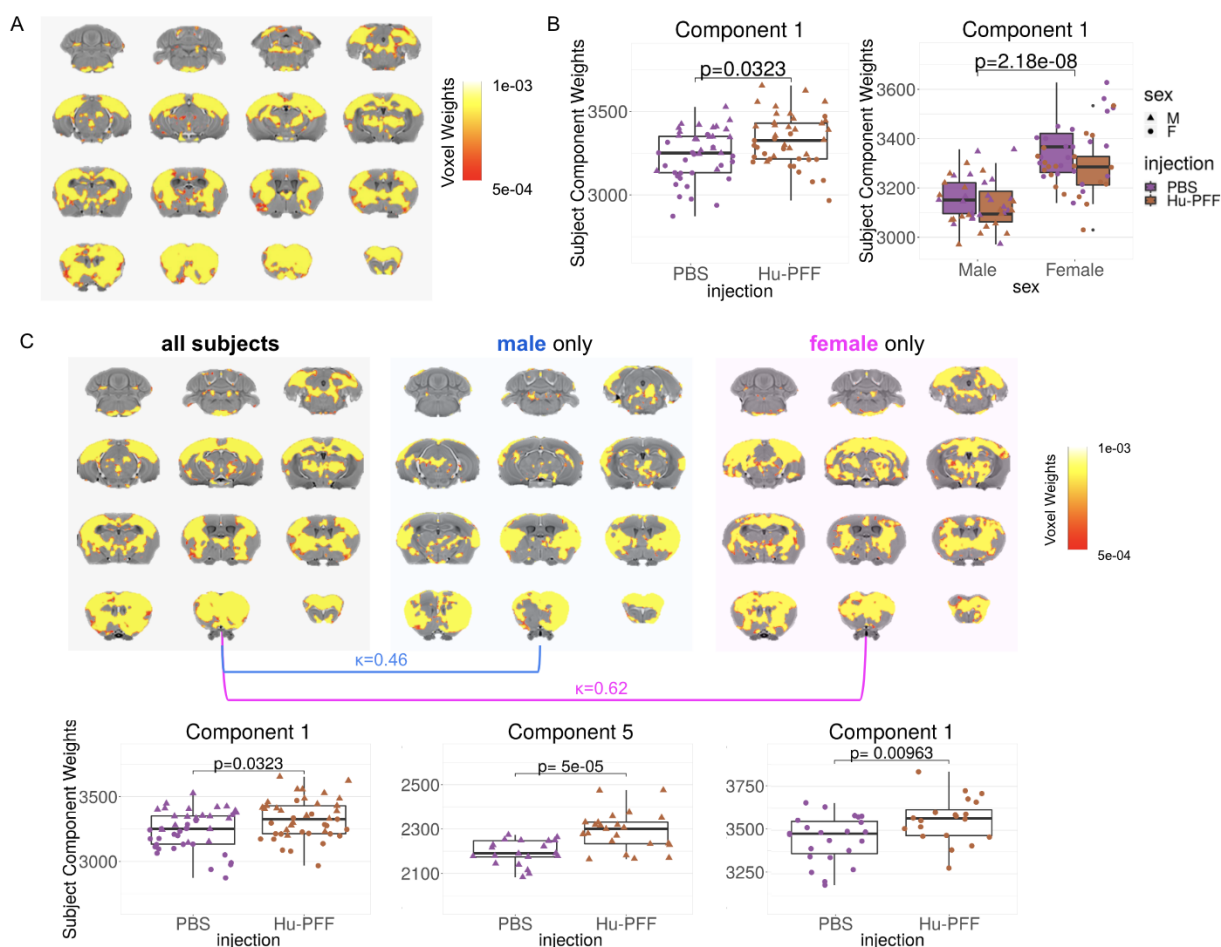 A
1e-03
Voxel Weights
5e-04
B
Component 1
Subject Component Weights
p=0.0323
3500
3000
PBS
Hu-PFF
injection
Component 1
Subject Component Weights
p=2.18e-08
3400
3200
3000
Male
Female
sex
sex
M
F
injection
PBS
Hu-PFF
C
all subjects
male only
female only
1e-03
Voxel Weights
5e-04
κ=0.46
κ=0.62
Component 1
Subject Component Weights
p=0.0323
3500
3000
PBS
Hu-PFF
injection
Component 5
p= 5e-05
2500
2300
2100
PBS
Hu-PFF
injection
Component 1
p= 0.00963
3750
3500
3250
PBS
Hu-PFF
injection